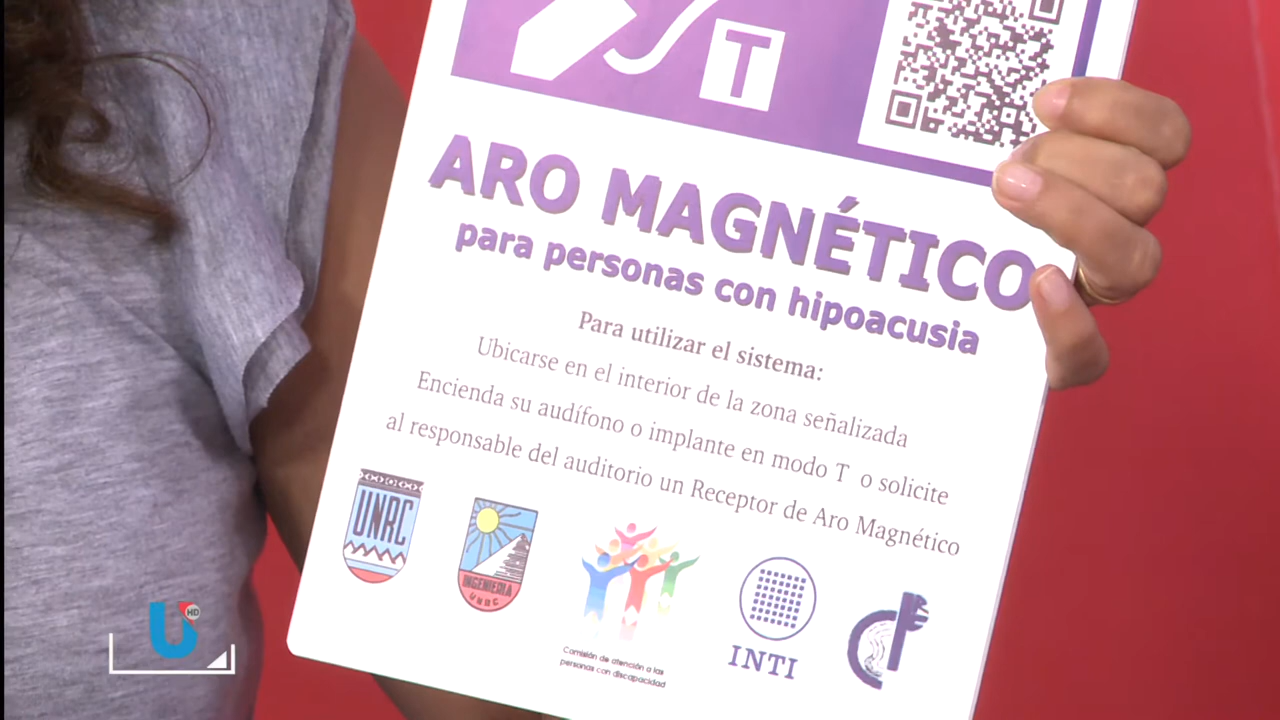 T
ARO MAGNÉTICO
para personas con hipoacusia
Para utilizar el sistema:
Ubicarse en el interior de la zona señalizada
Encienda su audífono o implante en modo T o solicite
al responsable del auditorio un Receptor de Aro Magnético
UNRC
INGENIERIA
UNRC
Comisión de atención a las
personas con discapacidad
INTI
U HD